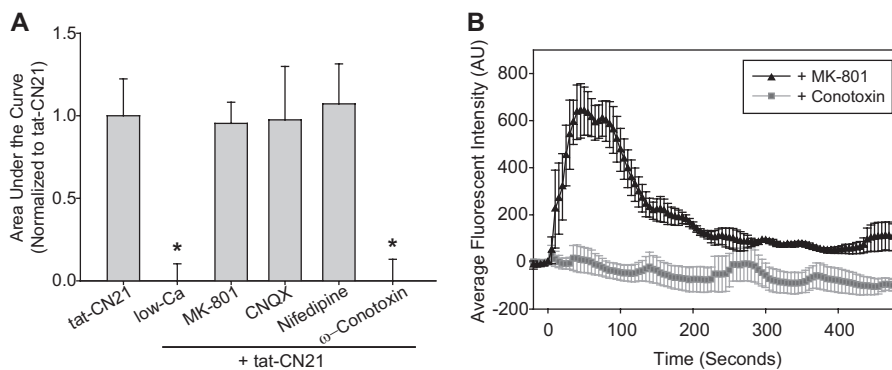 A
Area Under the Curve
(Normalized to tat-CN21)
1.5
1.0
0.5
0.0
*
*
tat-CN21
low-Ca
MK-801
CNQX
Nifedipine
ω-Conotoxin
+ tat-CN21
B
Average Fluorescent Intensity (AU)
800
600
400
200
0
-200
+ MK-801
+ Conotoxin
0
100
200
300
400
Time (Seconds)